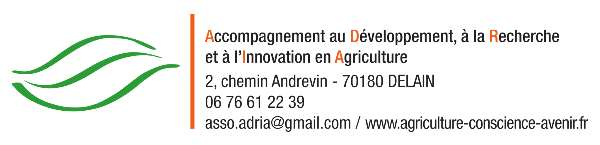 Accompagnement au Développement, à la Recherche
et à l'Innovation en Agriculture
2, chemin Andrevin - 70180 DELAIN
06 76 61 22 39
asso.adria@gmail.com / www.agriculture-conscience-avenir.fr